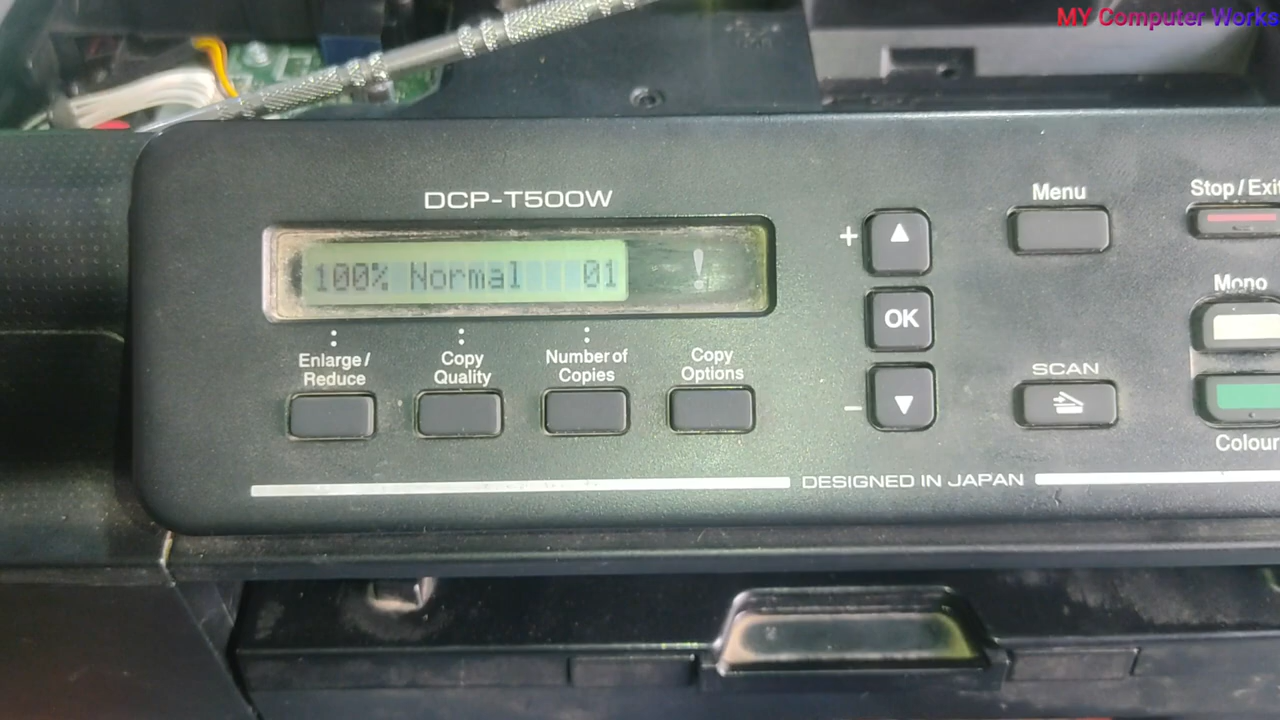 MY Computer Works
DCP-T500W
100% Normal 01
!
Enlarge / Reduce
Copy Quality
Number of Copies
Copy Options
+
OK
−
Menu
Stop / Exit
Mono
SCAN
Colour
DESIGNED IN JAPAN